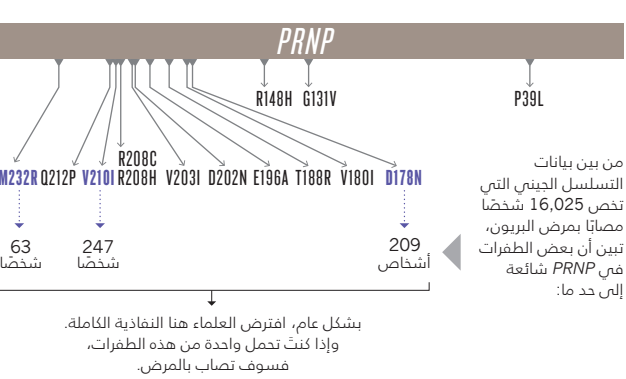 PRNP
R148H G131V
P39L
R208C
M232R Q212P V210I R208H V203I D202N E196A T188R V180I D178N
من بين بيانات
التسلسل الجيني التي
تخص 16,025 شخصًا
مصابًا بمرض البريون،
تبين أن بعض الطفرات
في PRNP شائعة
إلى حد ما:
209
أشخاص
247
شخصًا
63
شخصًا
بشكل عام، افترض العلماء هنا النفاذية الكاملة.
وإذا كنتَ تحمل واحدة من هذه الطفرات،
فسوف تصاب بالمرض.